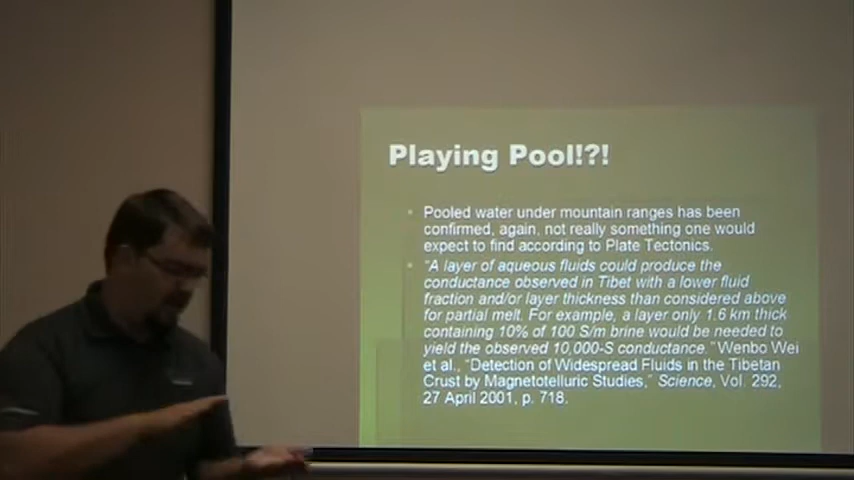 Playing Pool!?!
Pooled water under mountain ranges has been
confirmed, again, not really something one would
expect to find according to Plate Tectonics.
"A layer of aqueous fluids could produce the
conductance observed in Tibet with a lower fluid
fraction and/or layer thickness than considered above
for partial melt. For example, a layer only 1.6 km thick
containing 10% of 100 S/m brine would be needed to
yield the observed 10,000-S conductance." Wenbo Wei
et al., "Detection of Widespread Fluids in the Tibetan
Crust by Magnetotelluric Studies," Science, Vol. 292,
27 April 2001, p. 718.